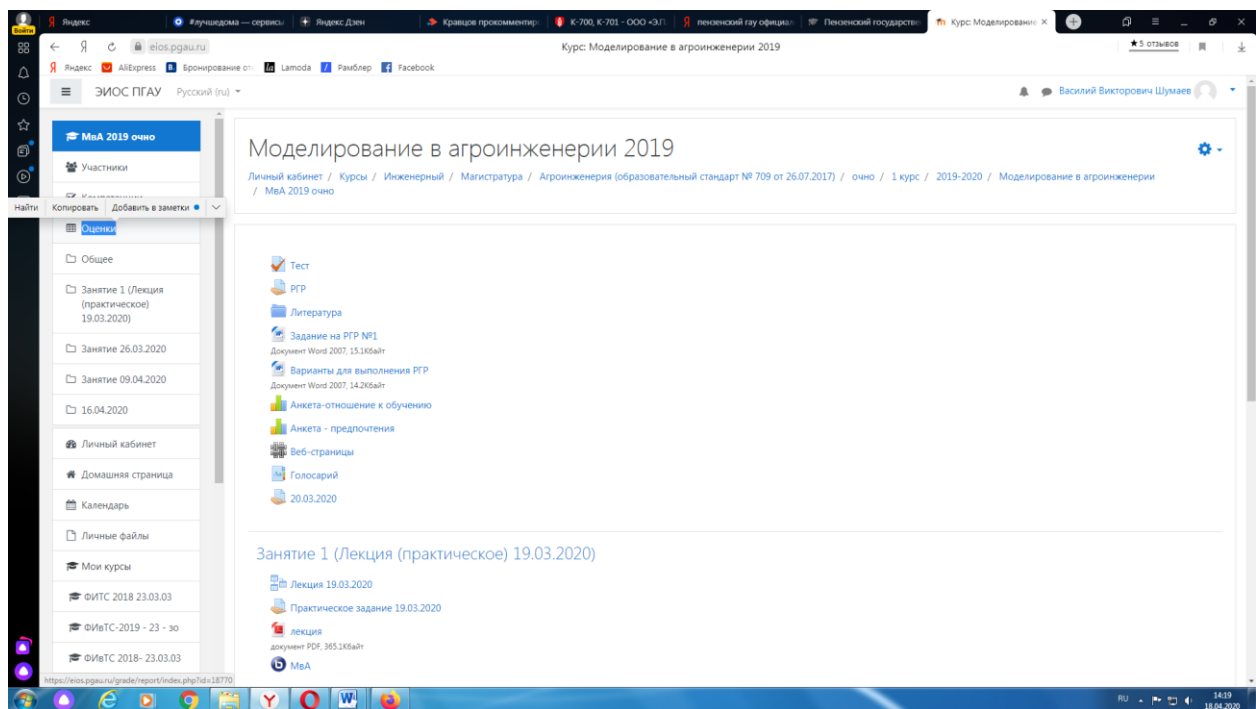 Яндекс
#лучшедома — сервисы
Яндекс.Дзен
Кравцов прокомментир
К-700, К-701 - ООО «Э.П.
пензенский гау официал
Пензенский государстве
Курс: Моделирование
Войти
eios.pgau.ru
Курс: Моделирование в агроинженерии 2019
★ 5 отзывов
Яндекс
AliExpress
Бронирование от
Lamoda
Рамблер
Facebook
ЭИОС ПГАУ
Русский (ru)
Василий Викторович Шумаев
МвА 2019 очно
Участники
Компетенции
Найти
Копировать
Добавить в заметки
Оценки
Общее
Занятие 1 (Лекция
(практическое)
19.03.2020)
Занятие 26.03.2020
Занятие 09.04.2020
16.04.2020
Личный кабинет
Домашняя страница
Календарь
Личные файлы
Мои курсы
ФИТС 2018 23.03.03
ФИвТС-2019 - 23 - зо
ФИвТС 2018- 23.03.03
https://eios.pgau.ru/grade/report/index.php?id=18770
Моделирование в агроинженерии 2019
Личный кабинет / Курсы / Инженерный / Магистратура / Агроинженерия (образовательный стандарт № 709 от 26.07.2017) / очно / 1 курс / 2019-2020 / Моделирование в агроинженерии
/ МвА 2019 очно
Тест
РГР
Литература
Задание на РГР №1
Документ Word 2007, 15.1Кбайт
Варианты для выполнения РГР
Документ Word 2007, 14.2Кбайт
Анкета-отношение к обучению
Анкета - предпочтения
Веб-страницы
Голосарий
20.03.2020
Занятие 1 (Лекция (практическое) 19.03.2020)
Лекция 19.03.2020
Практическое задание 19.03.2020
лекция
документ PDF, 365.1Кбайт
МвА
RU
14:19
18.04.2020